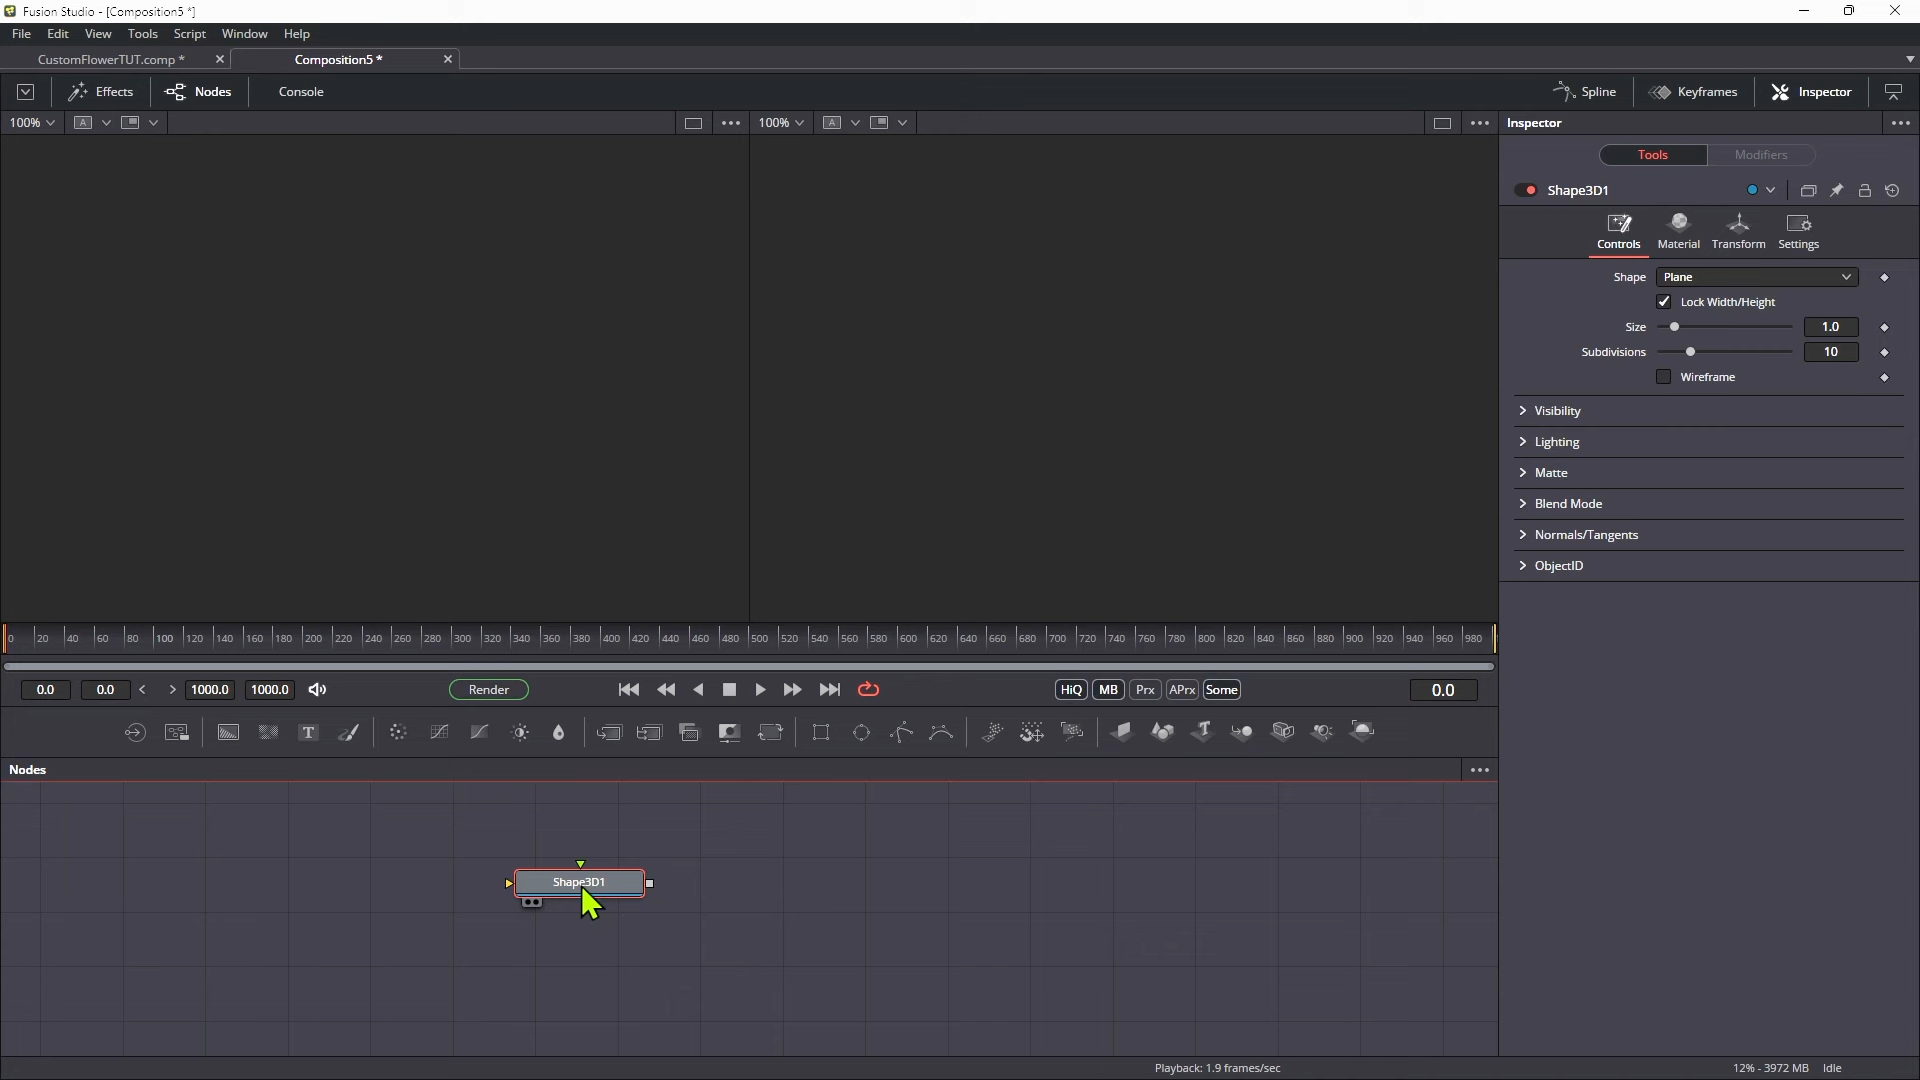 Fusion Studio - [Composition5 *]
File Edit View Tools Script Window Help
CustomFlowerTUT.comp * Composition5 *
Effects Nodes Console Spline Keyframes Inspector
100% A 100% A Inspector
Tools Modifiers
Shape3D1
Controls Material Transform Settings
Shape Plane
Lock Width/Height
Size 1.0
Subdivisions 10
Wireframe
Visibility
Lighting
Matte
Blend Mode
Normals/Tangents
ObjectID
0 20 40 60 80 100 120 140 160 180 200 220 240 260 280 300 320 340 360 380 400 420 440 460 480 500 520 540 560 580 600 620 640 660 680 700 720 740 760 780 800 820 840 860 880 900 920 940 960 980
0.0 0.0 < > 1000.0 1000.0 Render HiQ MB Prx APrx Some 0.0
T T
Nodes
Shape3D1
Playback: 1.9 frames/sec 12% - 3972 MB Idle